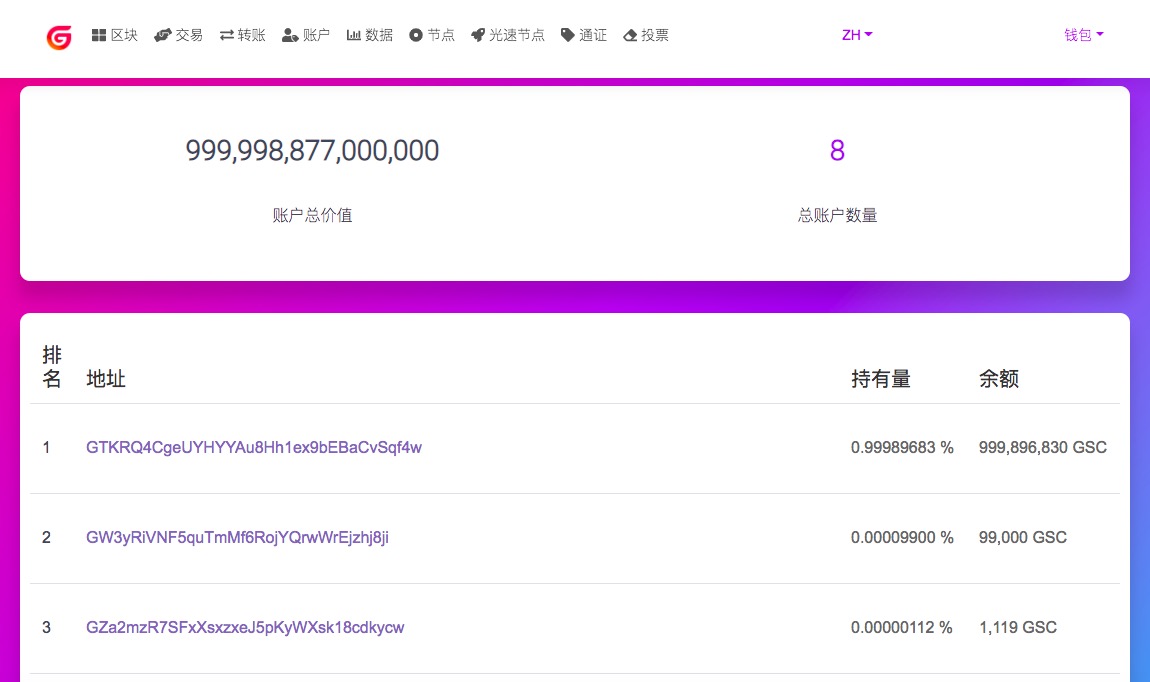 区块 交易 转账 账户 数据 节点 光速节点 通证 投票 ZH 钱包
999,998,877,000,000 8
账户总价值 总账户数量
排名 地址 持有量 余额
1 GTKRQ4CgeUYHYYAu8Hh1ex9bEBaCvSqf4w 0.99989683 % 999,896,830 GSC
2 GW3yRiVNF5quTmMf6RojYQrwWrEjzhj8ji 0.00009900 % 99,000 GSC
3 GZa2mzR7SFxXsxzxeJ5pKyWXsk18cdkycw 0.00000112 % 1,119 GSC